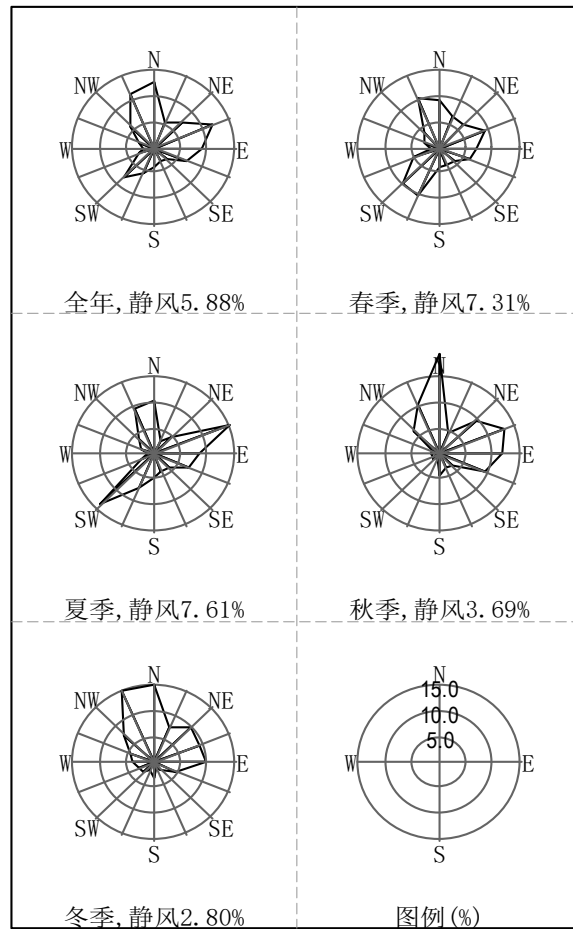 N
NW NE
W E
SW SE
S
全年,静风5.88%
N
NW NE
W E
SW SE
S
春季,静风7.31%
N
NW NE
W E
SW SE
S
夏季,静风7.61%
N
NW NE
W E
SW SE
S
秋季,静风3.69%
N
NW NE
W E
SW SE
S
冬季,静风2.80%
N
15.0
10.0
5.0
W E
S
图例(%)